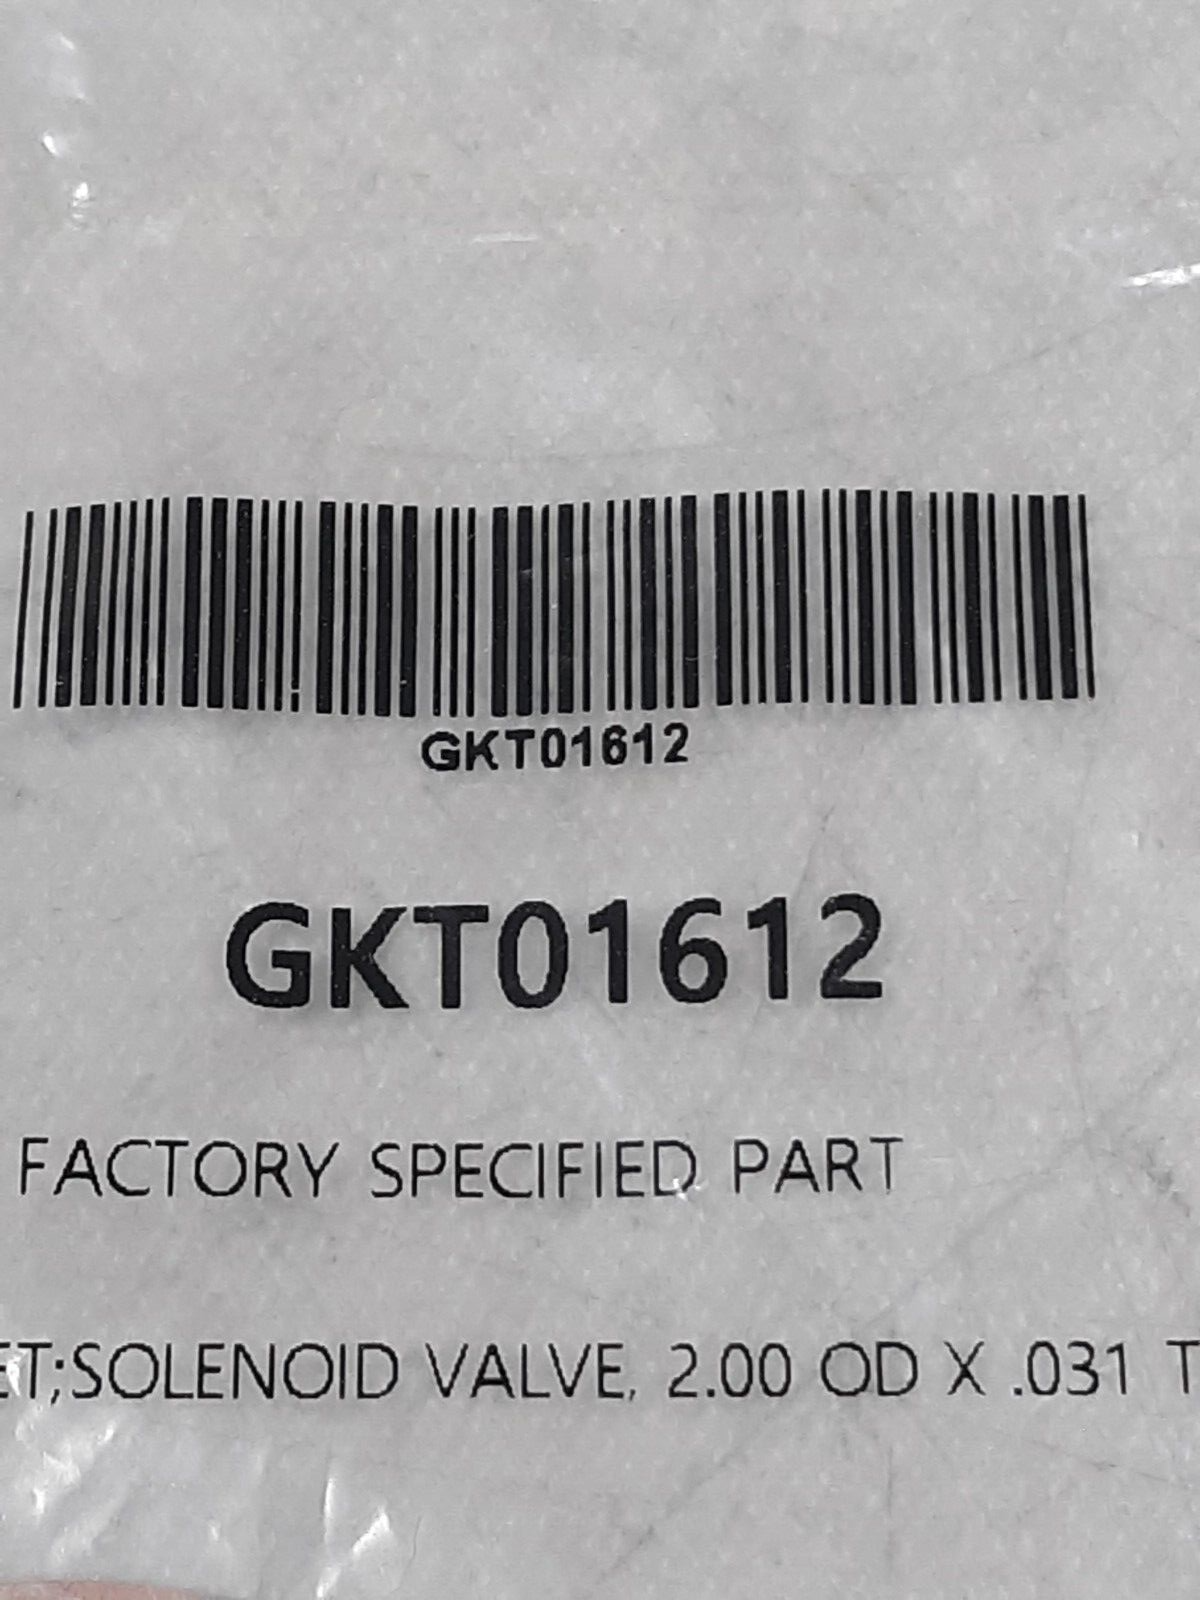 GKT01612
GKT01612
FACTORY SPECIFIED PART
ET;SOLENOID VALVE, 2.00 OD X .031 T